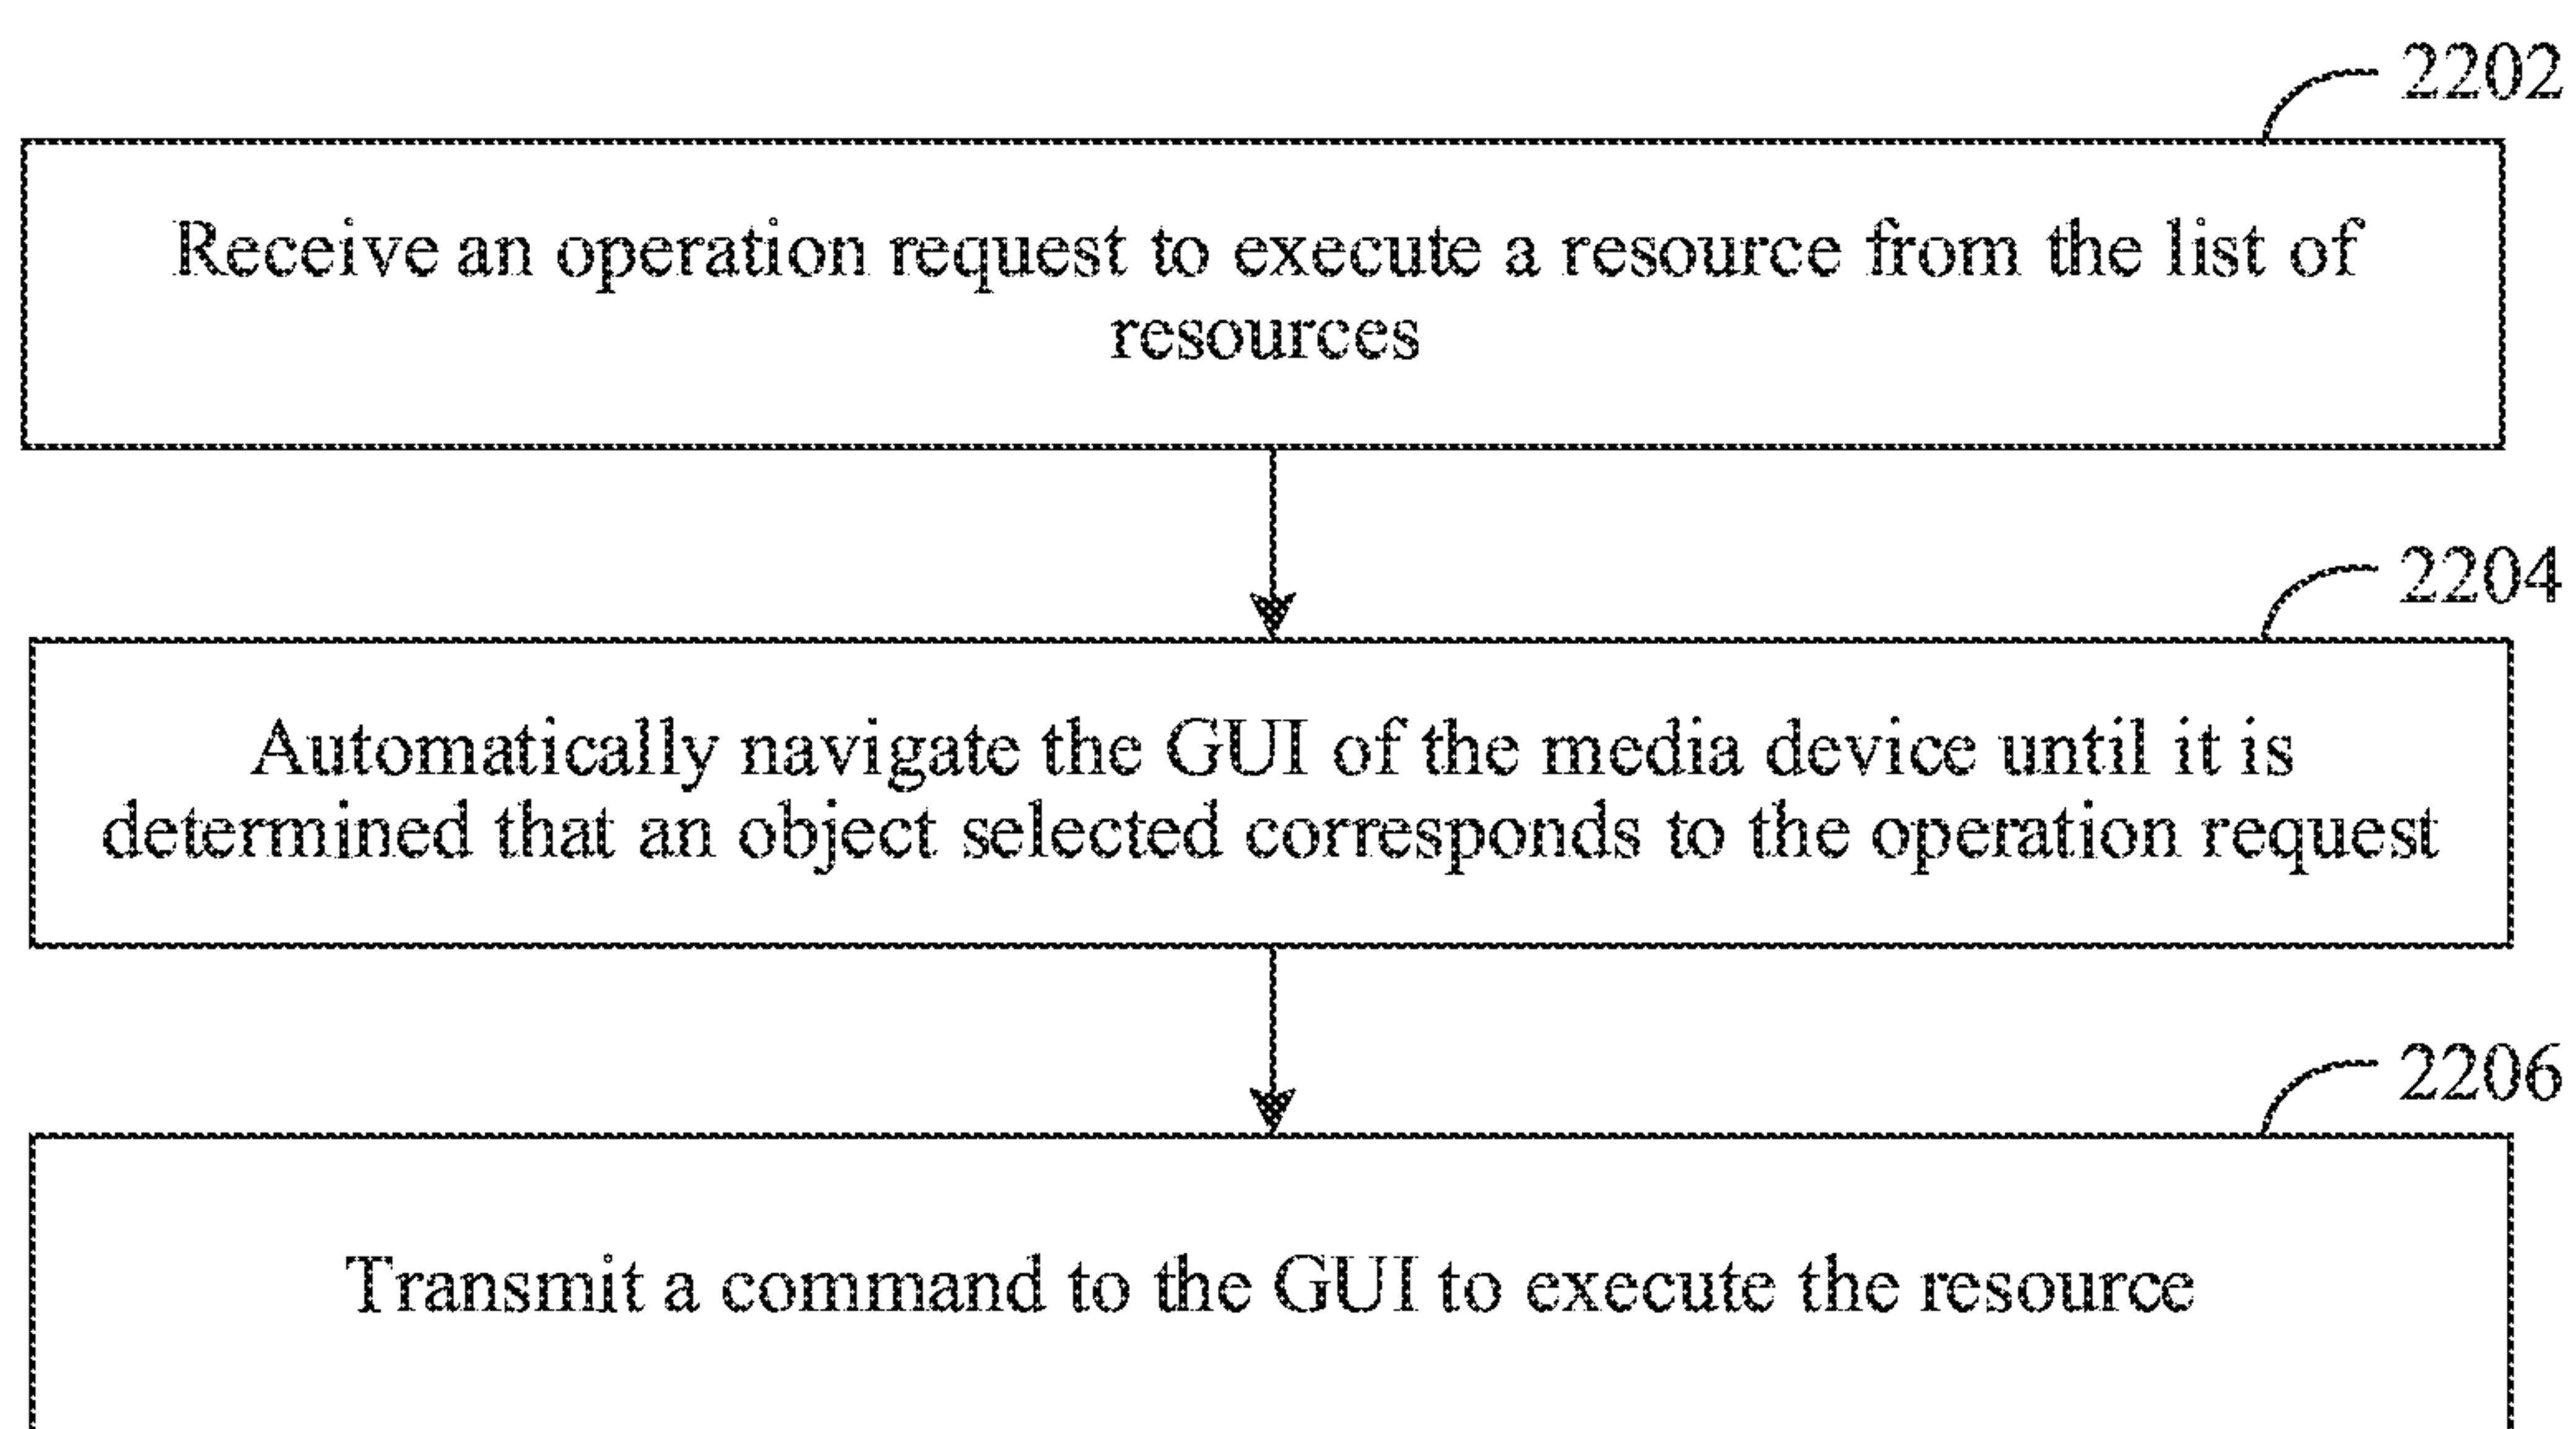 2202
Receive an operation request to execute a resource from the list of
resources
2204
Automatically navigate the GUI of the media device until it is
determined that an object selected corresponds to the operation request
2206
Transmit a command to the GUI to execute the resource